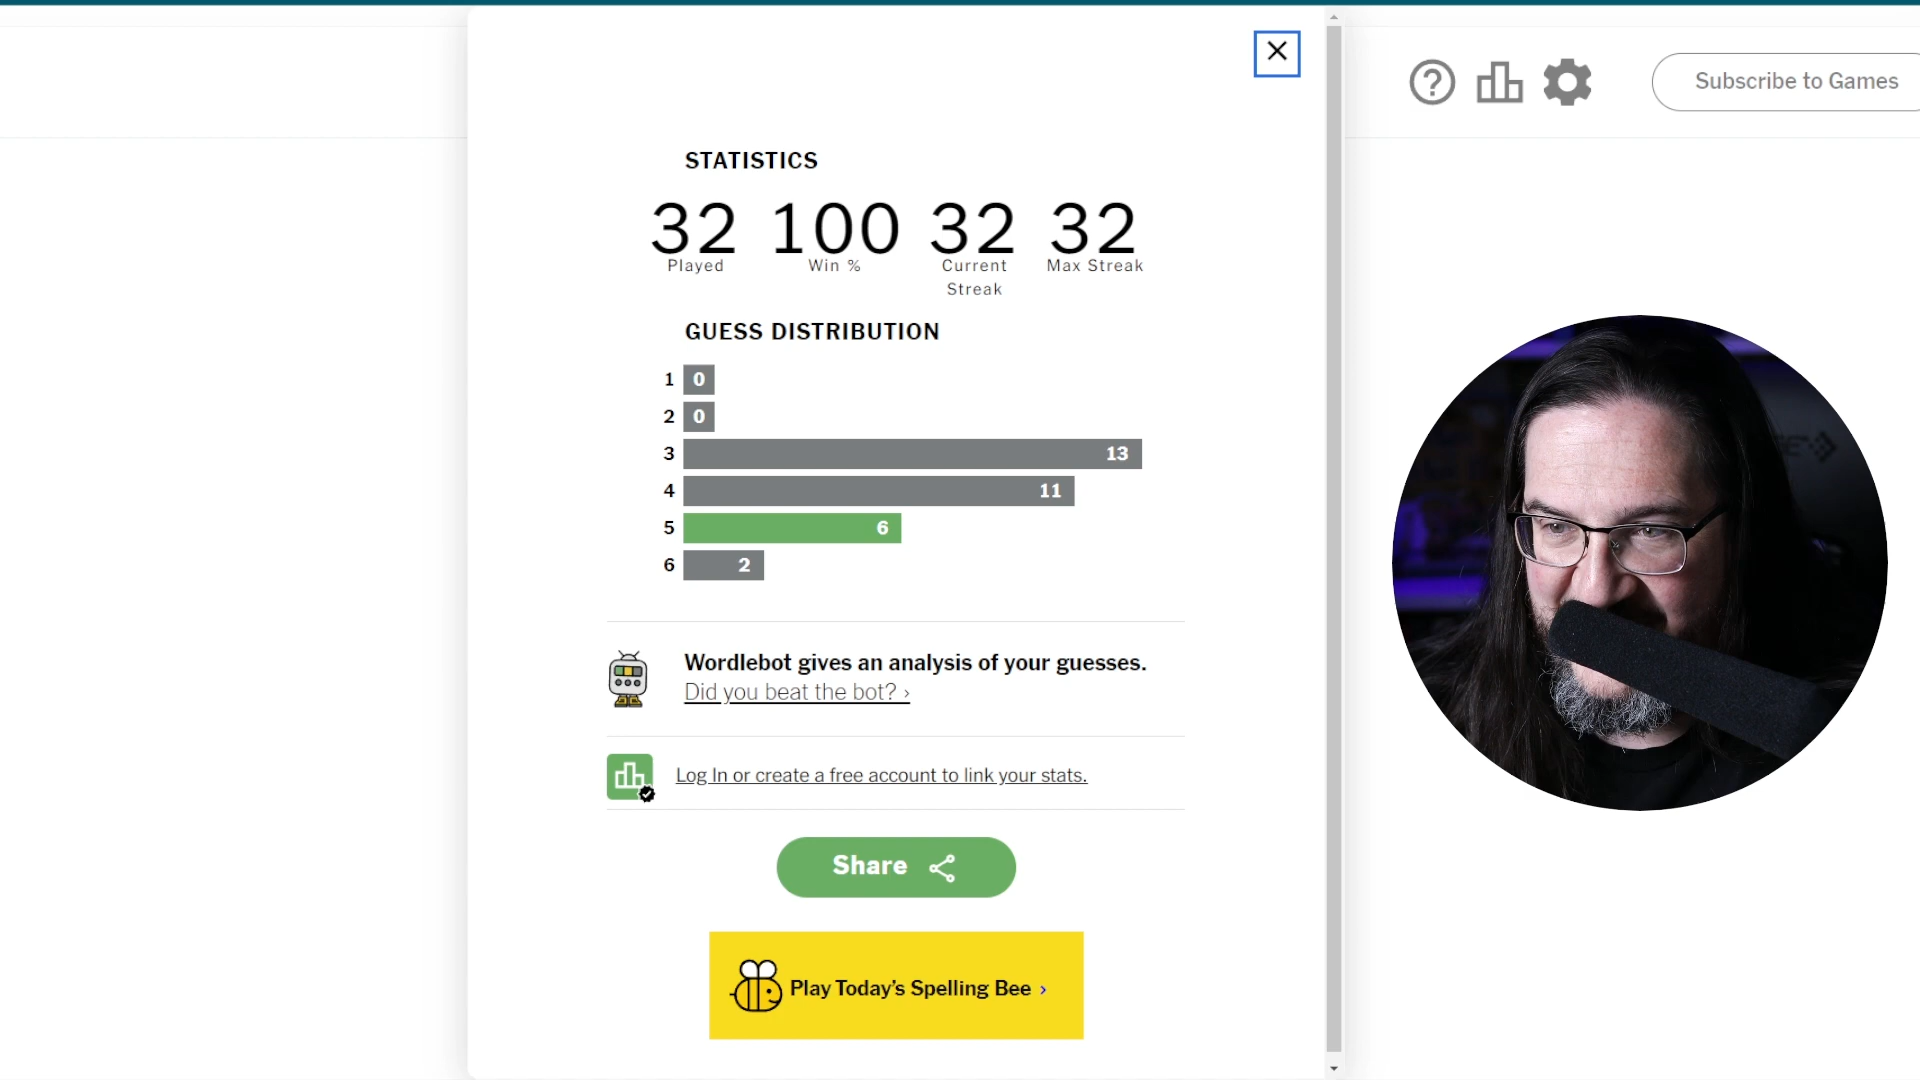 Subscribe to Games
STATISTICS
32 100 32 32
Played Win % Current Streak Max Streak
GUESS DISTRIBUTION
1 0
2 0
3 13
4 11
5 6
6 2
Wordlebot gives an analysis of your guesses.
Did you beat the bot? ›
Log In or create a free account to link your stats.
Share
Play Today's Spelling Bee ›